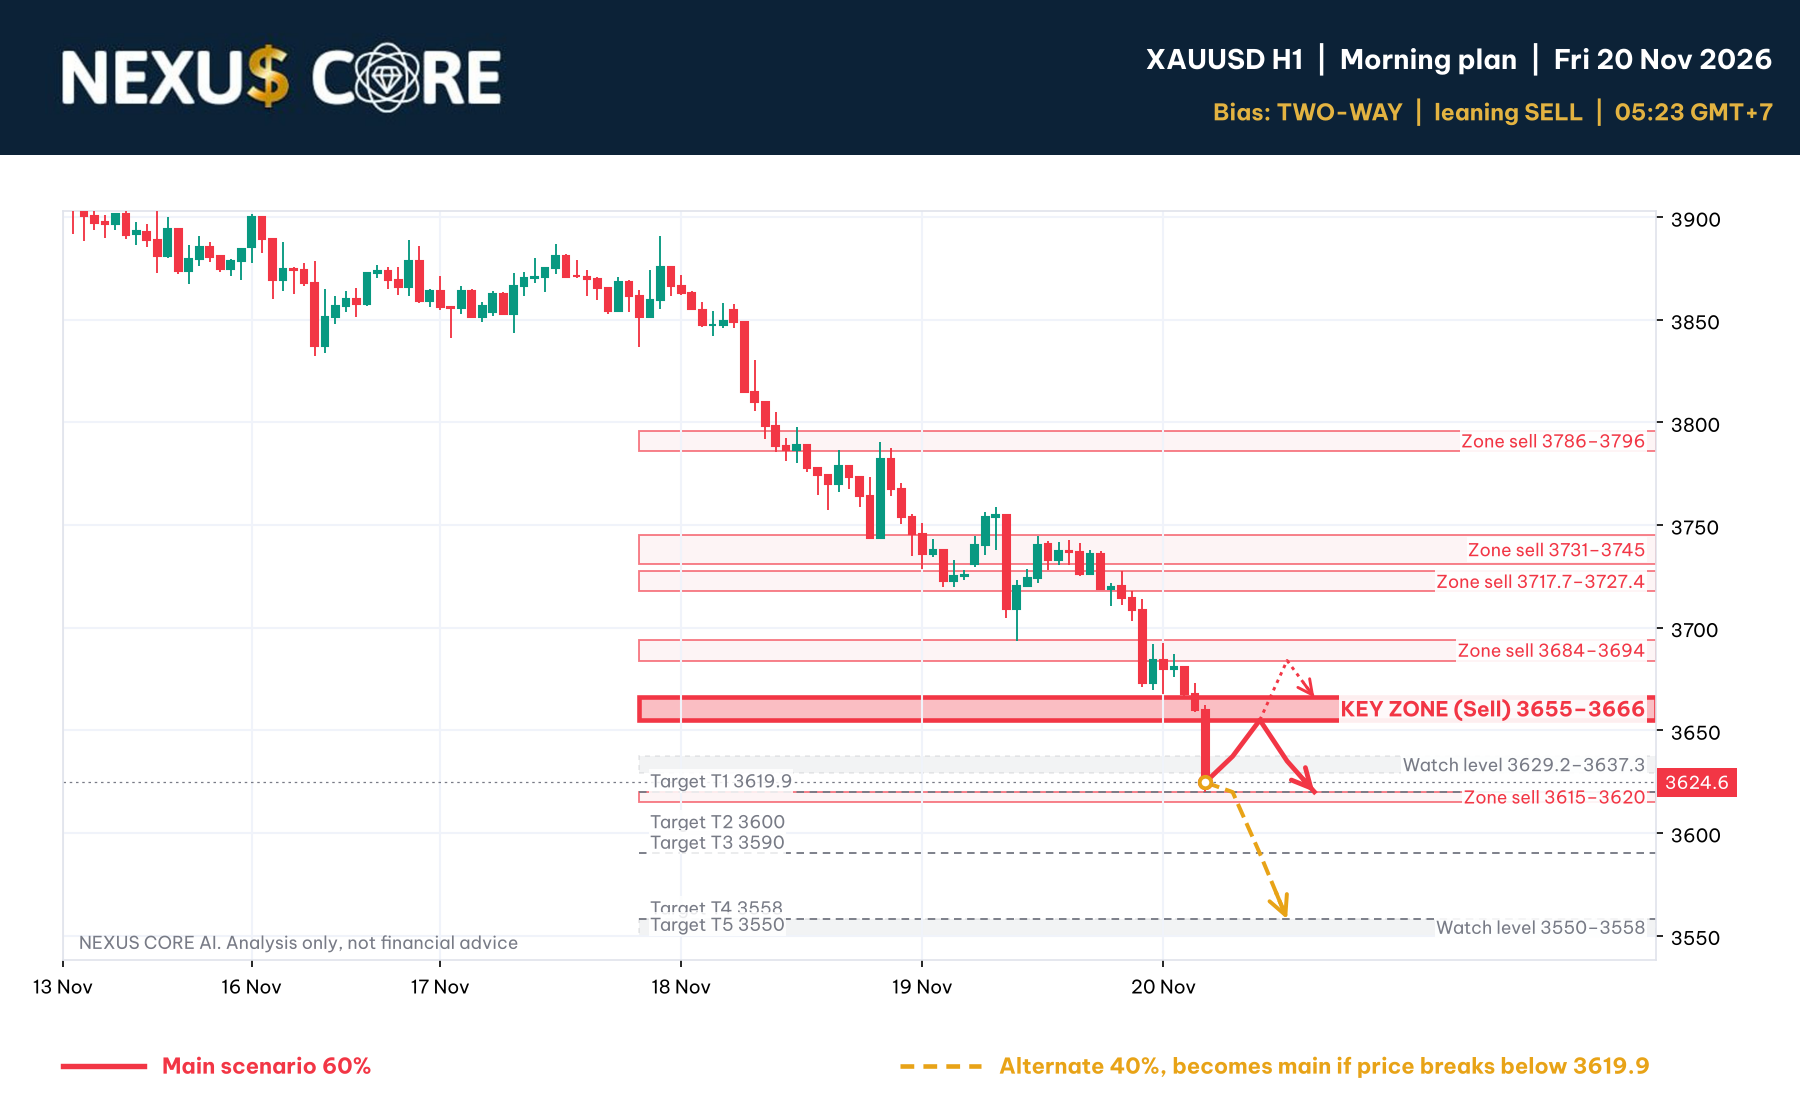 NEXU$ CORE
XAUUSD H1 | Morning plan | Fri 20 Nov 2026
Bias: TWO-WAY | leaning SELL | 05:23 GMT+7
3900
3850
3800
Zone sell 3786-3796
3750
Zone sell 3731-3745
Zone sell 3717.7-3727.4
3700
Zone sell 3684-3694
KEY ZONE (Sell) 3655-3666
3650
Watch level 3629.2-3637.3
Target T1 3619.9
3624.6
Zone sell 3615-3620
Target T2 3600
3600
Target T3 3590
Target T4 3558
Target T5 3550
Watch level 3550-3558
3550
NEXUS CORE AI. Analysis only, not financial advice
13 Nov
16 Nov
17 Nov
18 Nov
19 Nov
20 Nov
Main scenario 60%
Alternate 40%, becomes main if price breaks below 3619.9